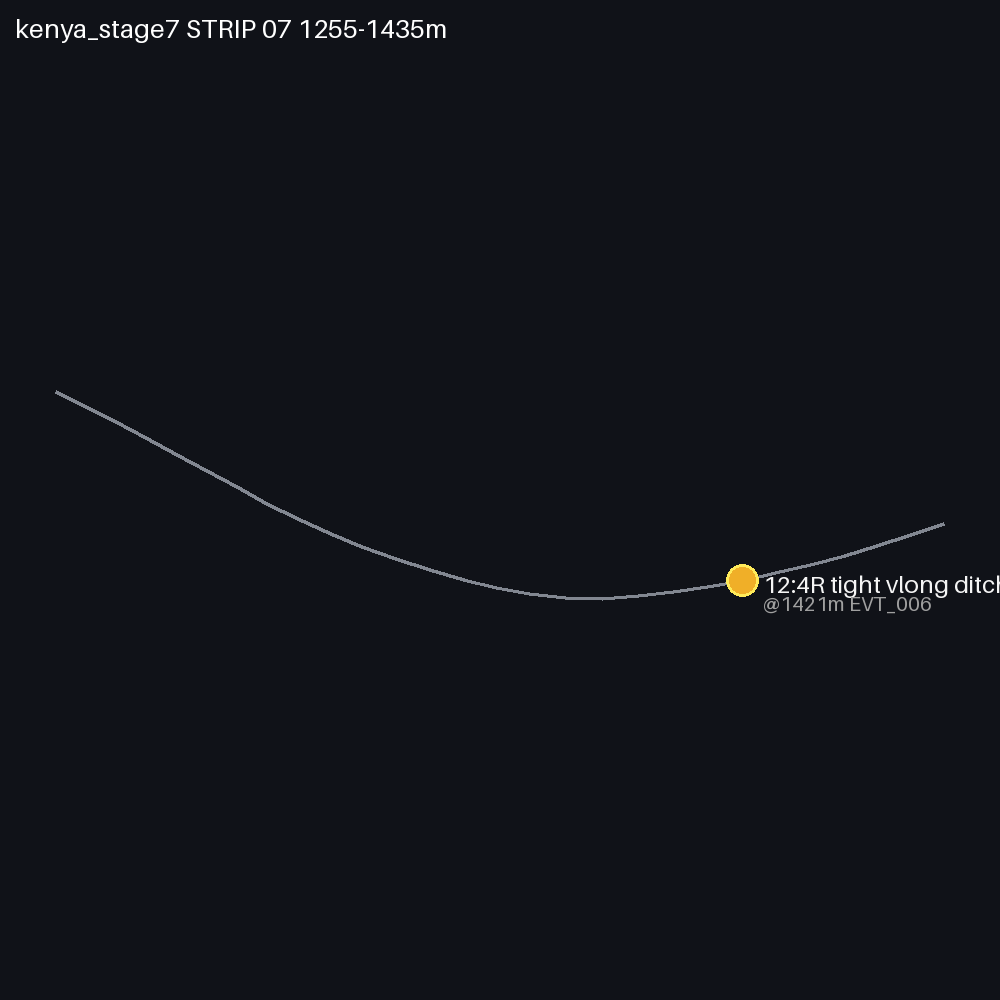 kenya_stage7 STRIP 07 1255-1435m
12:4R tight vlong ditch
@1421m EVT_006